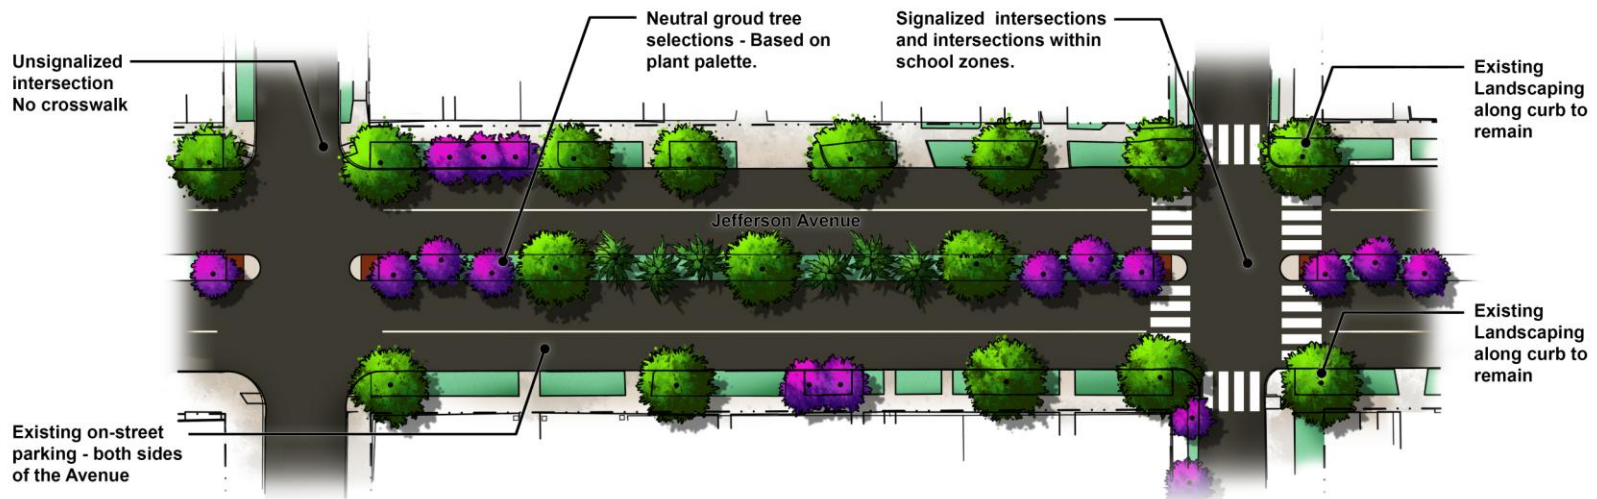 Unsignalized
intersection
No crosswalk
Neutral groud tree
selections - Based on
plant palette.
Signalized intersections
and intersections within
school zones.
Existing
Landscaping
along curb to
remain
Jefferson Avenue
Existing
Landscaping
along curb to
remain
Existing on-street
parking - both sides
of the Avenue